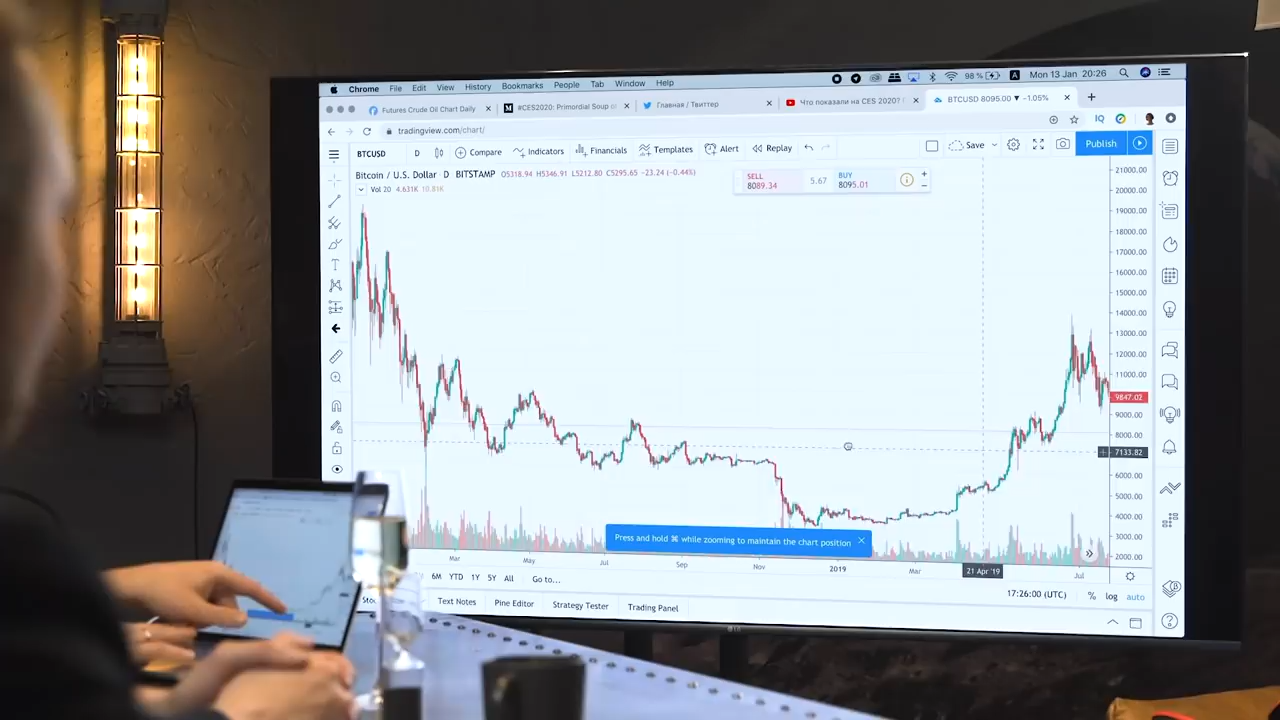 Chrome File Edit View History Bookmarks People Tab Window Help 98 % A Mon 13 Jan 20:26
Futures Crude Oil Chart Daily #CES2020: Primordial Soup Главная / Твиттер Что показали на CES 2020? BTCUSD 8095.00 ▼ −1.05%
tradingview.com/chart/ IQ
BTCUSD D Compare Indicators Financials Templates Alert Replay Save Publish
Bitcoin / U.S. Dollar D BITSTAMP O5318.94 H5346.91 L5212.80 C5295.65 −23.24 (−0.44%)
Vol 20 4.631K 10.81K
SELL 8089.34 5.67 BUY 8095.01
21000.00
20000.00
19000.00
18000.00
17000.00
16000.00
15000.00
14000.00
13000.00
12000.00
11000.00
9847.02
9000.00
8000.00
7133.82
6000.00
5000.00
4000.00
3000.00
2000.00
Press and hold ⌘ while zooming to maintain the chart position
Mar May Jul Sep Nov 2019 Mar 21 Apr '19 Jul
6M YTD 1Y 5Y All Go to... 17:26:00 (UTC) % log auto
Text Notes Pine Editor Strategy Tester Trading Panel
LG